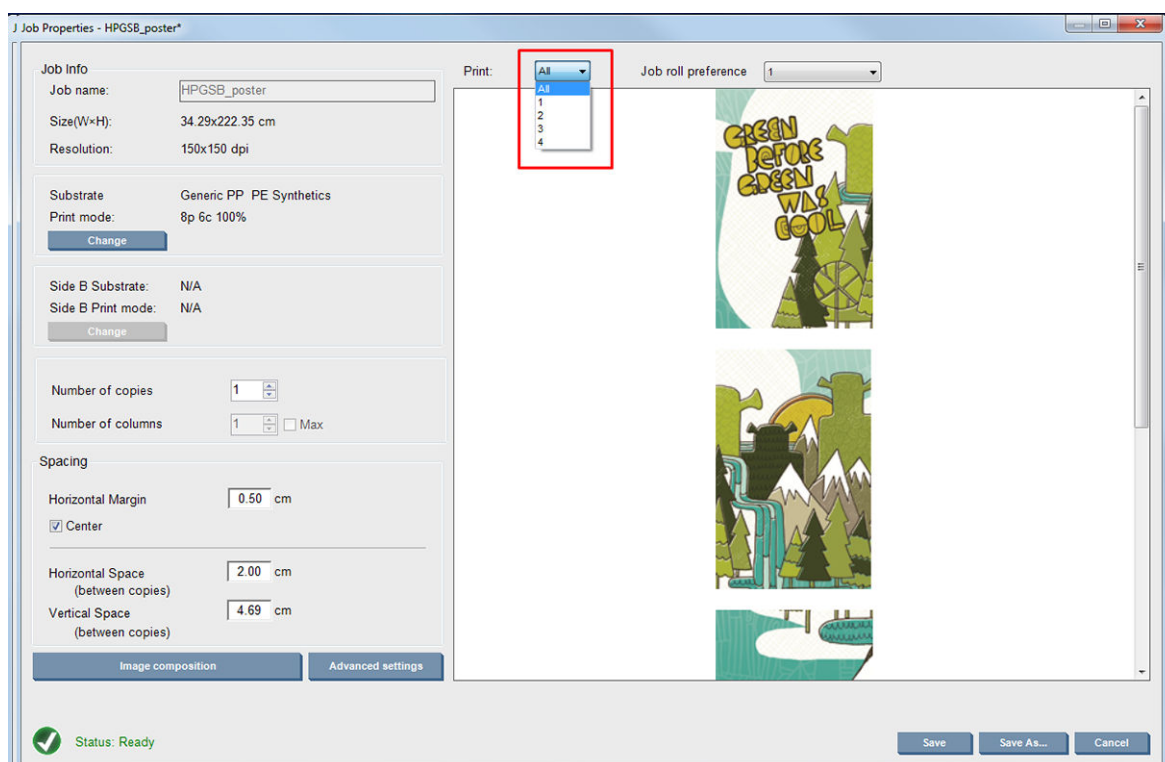 J Job Properties - HPGSB_poster*
Job Info
Job name: HPGSB_poster
Size(W×H): 34.29x222.35 cm
Resolution: 150x150 dpi
Substrate Generic PP PE Synthetics
Print mode: 8p 6c 100%
Change
Side B Substrate: N/A
Side B Print mode: N/A
Change
Number of copies 1
Number of columns 1 Max
Spacing
Horizontal Margin 0.50 cm
Center
Horizontal Space 2.00 cm
(between copies)
Vertical Space 4.69 cm
(between copies)
Image composition Advanced settings
Print: All Job roll preference 1
All
1
2
3
4
GREEN
BEFORE
GREEN
WAS
COOL
Status: Ready
Save Save As... Cancel